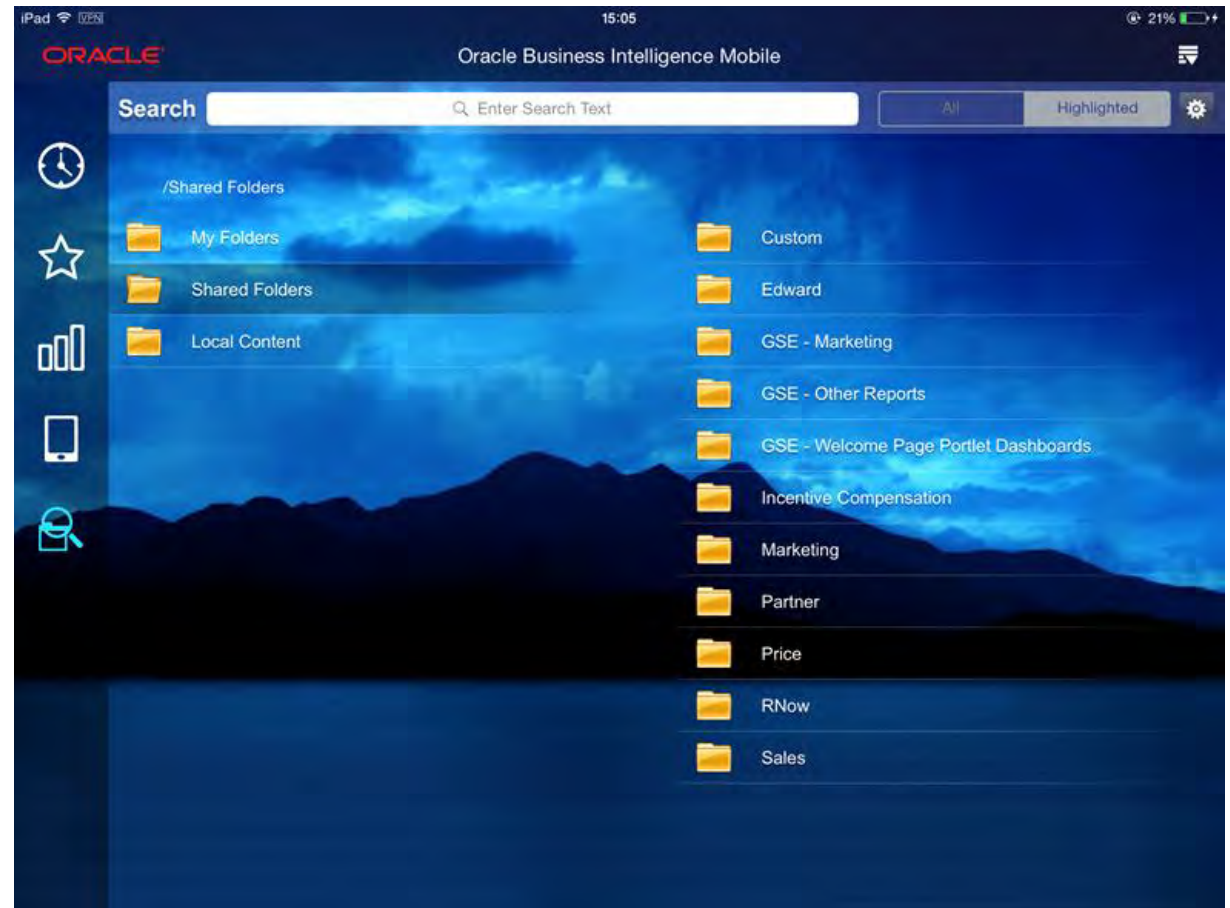 iPad VPN 15:05 21%
ORACLE Oracle Business Intelligence Mobile
Search Enter Search Text All Highlighted
/Shared Folders
My Folders
Shared Folders
Local Content
Custom
Edward
GSE - Marketing
GSE - Other Reports
GSE - Welcome Page Portlet Dashboards
Incentive Compensation
Marketing
Partner
Price
RNow
Sales